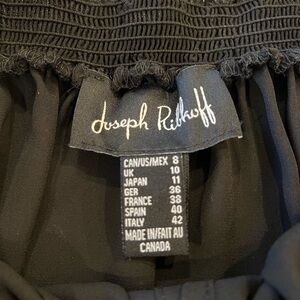 Joseph Ribkoff
CAN/US/MEX 8
UK 10
JAPAN 11
GER 36
FRANCE 38
SPAIN 40
ITALY 42
MADE IN/FAIT AU
CANADA